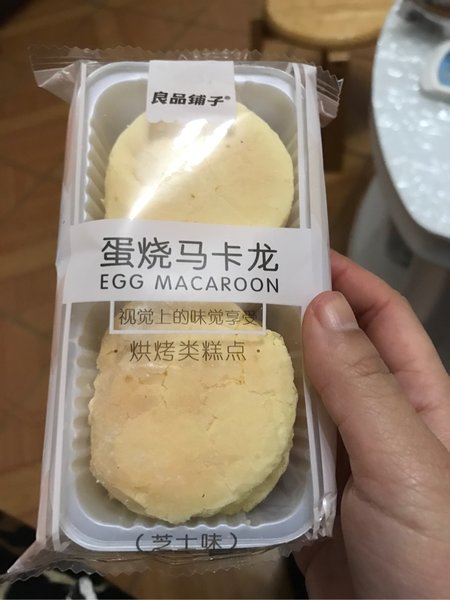 良品铺子®
蛋烧马卡龙
EGG MACAROON
视觉上的味觉享受
·烘烤类糕点·
(芝士味)